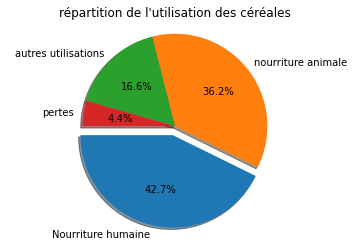 répartition de l'utilisation des céréales
autres utilisations
nourriture animale
16.6%
36.2%
pertes
4.4%
42.7%
Nourriture humaine